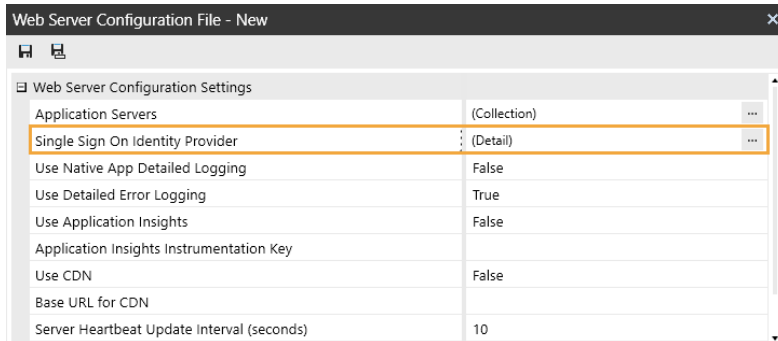 Web Server Configuration File - New
Web Server Configuration Settings
Application Servers (Collection) ...
Single Sign On Identity Provider (Detail) ...
Use Native App Detailed Logging False
Use Detailed Error Logging True
Use Application Insights False
Application Insights Instrumentation Key
Use CDN False
Base URL for CDN
Server Heartbeat Update Interval (seconds) 10